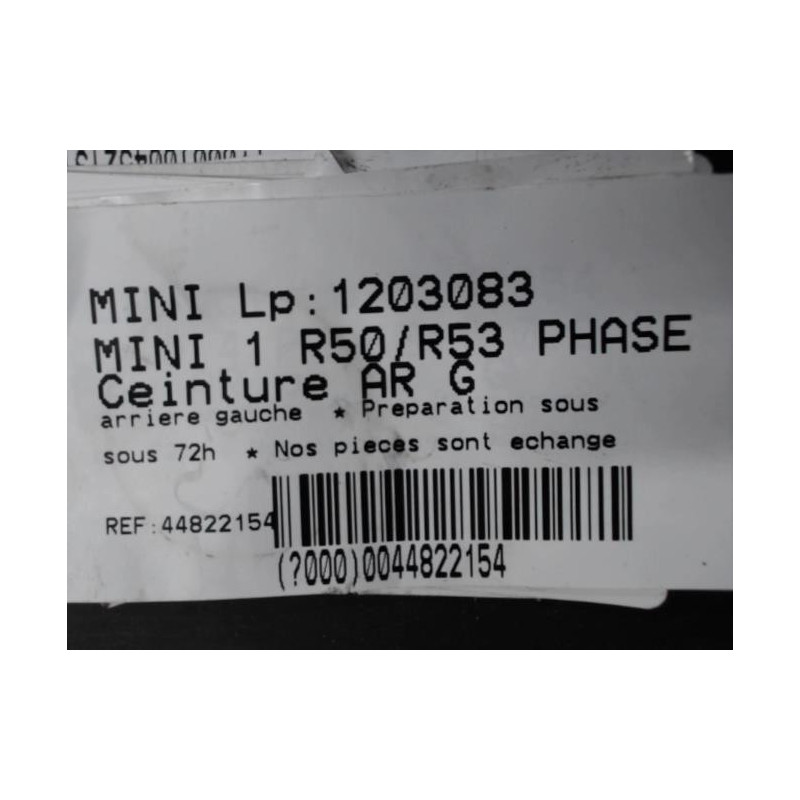 MINI Lp:1203083
MINI 1 R50/R53 PHASE
Ceinture AR G
arriere gauche * Preparation sous
sous 72h * Nos pieces sont echange
REF:44822154
(?000)0044822154